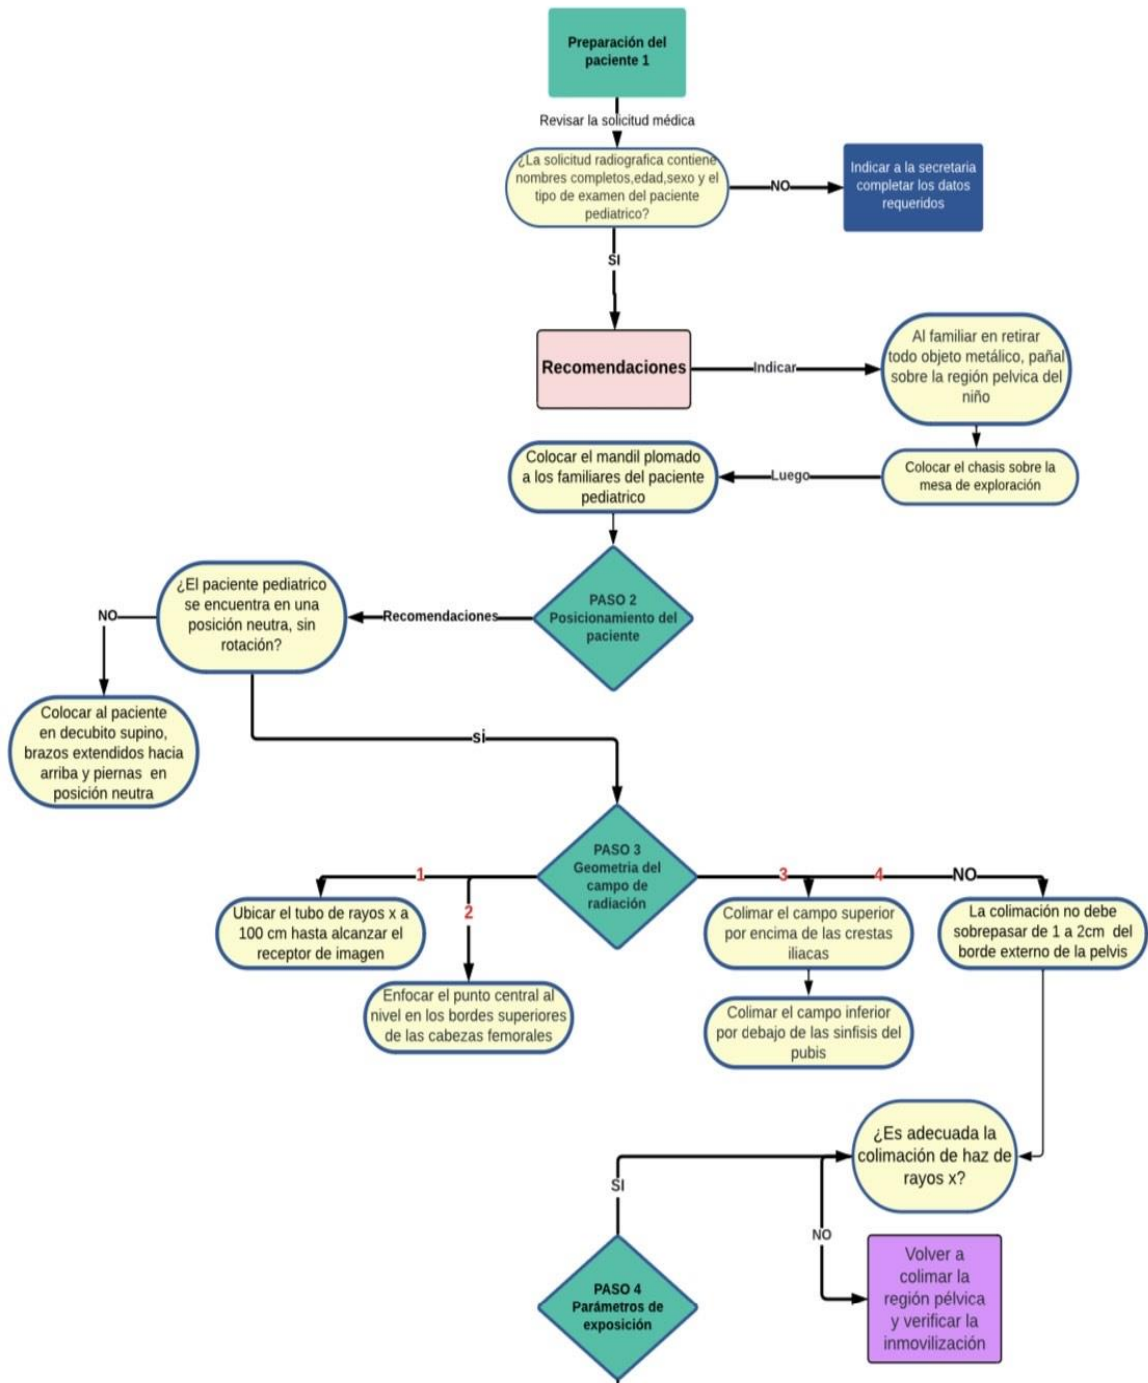 Preparación del
paciente 1
Revisar la solicitud médica
¿La solicitud radiografica contiene
nombres completos,edad,sexo y el
tipo de examen del paciente
pediatrico?
NO
Indicar a la secretaria
completar los datos
requeridos
SI
Recomendaciones
Indicar
Al familiar en retirar
todo objeto metálico, pañal
sobre la región pelvica del
niño
Colocar el chasis sobre la
mesa de exploración
Luego
Colocar el mandil plomado
a los familiares del paciente
pediatrico
PASO 2
Posicionamiento del
paciente
Recomendaciones
¿El paciente pediatrico
se encuentra en una
posición neutra, sin
rotación?
NO
Colocar al paciente
en decubito supino,
brazos extendidos hacia
arriba y piernas en
posición neutra
si
PASO 3
Geometria del
campo de
radiación
1
Ubicar el tubo de rayos x a
100 cm hasta alcanzar el
receptor de imagen
2
Enfocar el punto central al
nivel en los bordes superiores
de las cabezas femorales
3
Colimar el campo superior
por encima de las crestas
iliacas
Colimar el campo inferior
por debajo de las sinfisis del
pubis
4
NO
La colimación no debe
sobrepasar de 1 a 2cm del
borde externo de la pelvis
¿Es adecuada la
colimación de haz de
rayos x?
SI
NO
Volver a
colimar la
región pélvica
y verificar la
inmovilización
PASO 4
Parámetros de
exposición